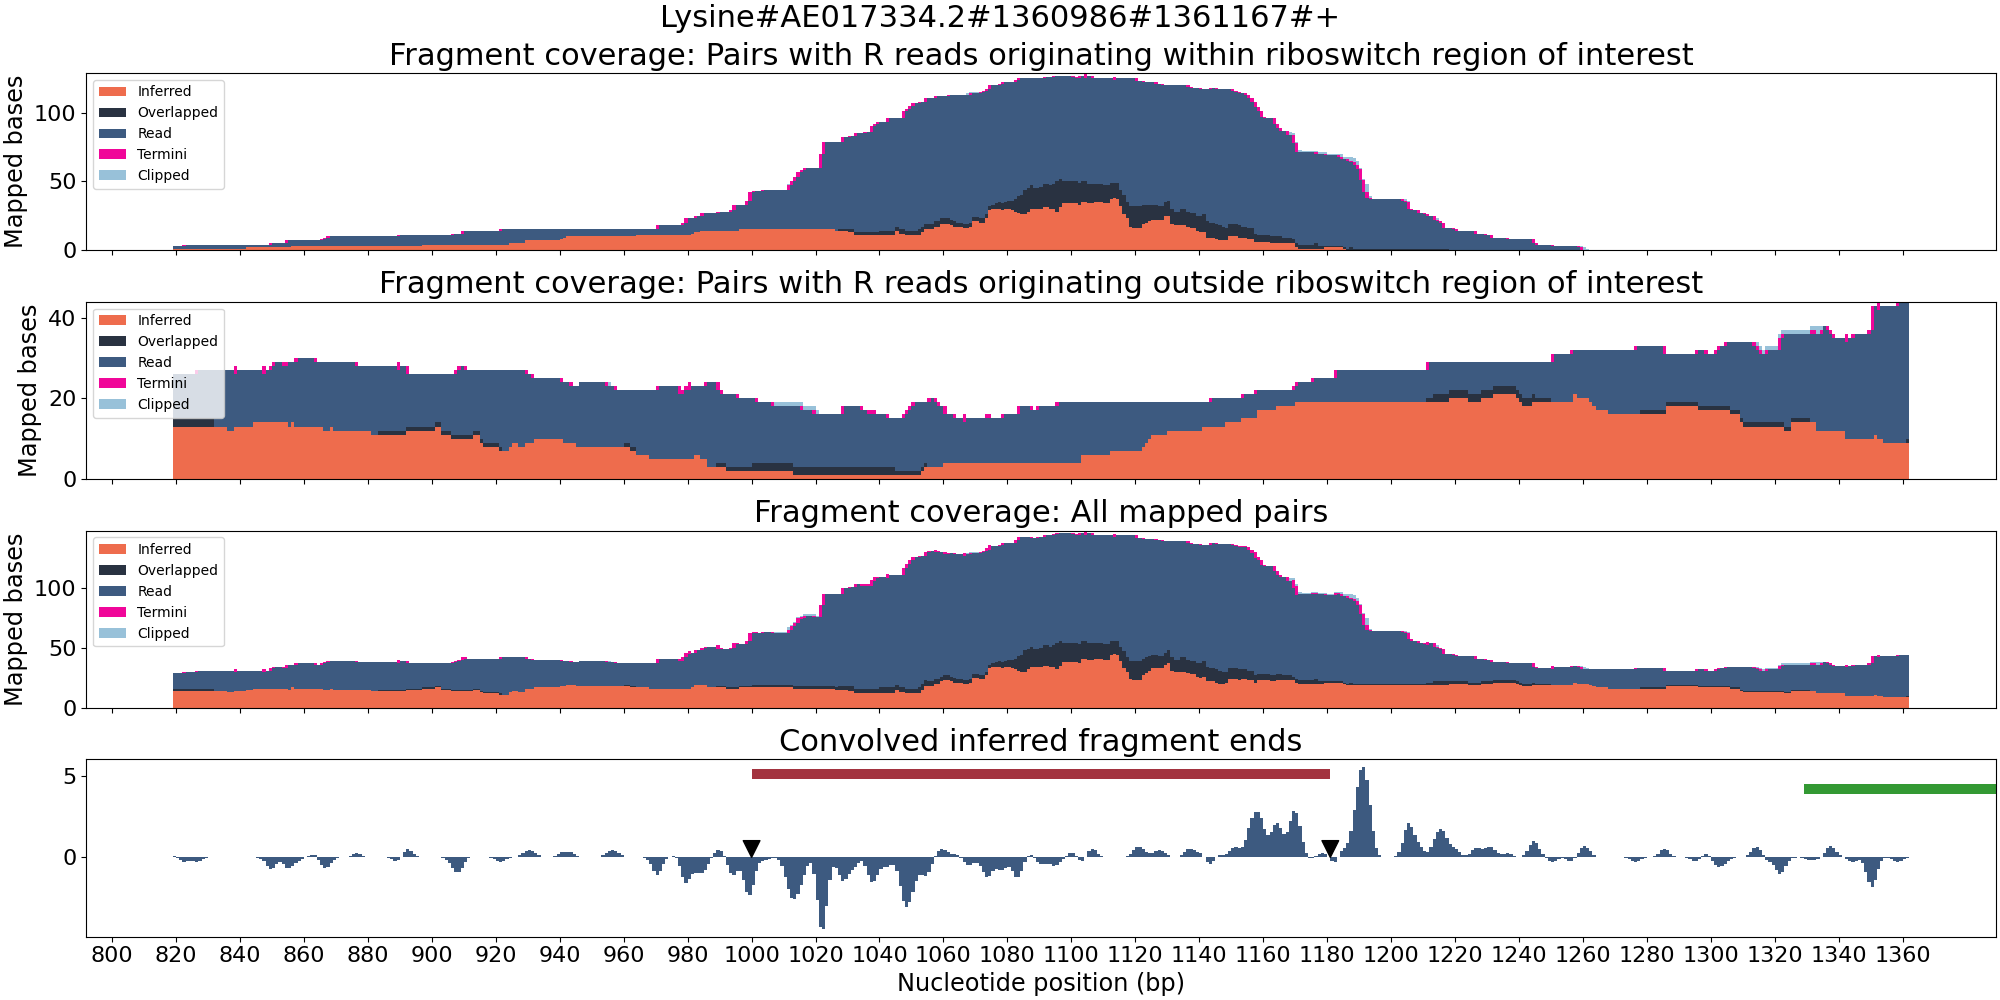 Lysine#AE017334.2#1360986#1361167#+
Fragment coverage: Pairs with R reads originating within riboswitch region of interest
Mapped bases
100
50
0
Inferred
Overlapped
Read
Termini
Clipped
Fragment coverage: Pairs with R reads originating outside riboswitch region of interest
Mapped bases
40
20
0
Inferred
Overlapped
Read
Termini
Clipped
Fragment coverage: All mapped pairs
Mapped bases
100
50
0
Inferred
Overlapped
Read
Termini
Clipped
Convolved inferred fragment ends
5
0
800 820 840 860 880 900 920 940 960 980 1000 1020 1040 1060 1080 1100 1120 1140 1160 1180 1200 1220 1240 1260 1280 1300 1320 1340 1360
Nucleotide position (bp)